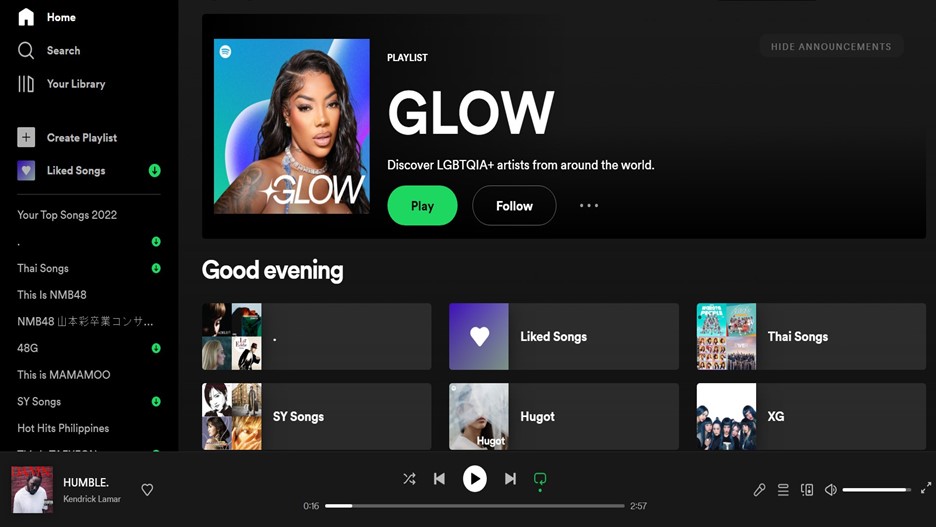 Home
Search
Your Library
Create Playlist
Liked Songs
Your Top Songs 2022
.
Thai Songs
This Is NMB48
NMB48 山本彩卒業コンサ...
48G
This is MAMAMOO
SY Songs
Hot Hits Philippines
HIDE ANNOUNCEMENTS
PLAYLIST
GLOW
Discover LGBTQIA+ artists from around the world.
Play
Follow
GLOW
Good evening
.
Liked Songs
Thai Songs
SY Songs
Hugot
Hugot
XG
HUMBLE.
Kendrick Lamar
0:16
2:57